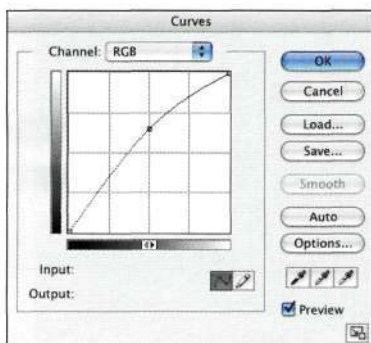 Curves
Channel: RGB
OK
Cancel
Load...
Save...
Smooth
Auto
Options...
Input:
Output:
Preview